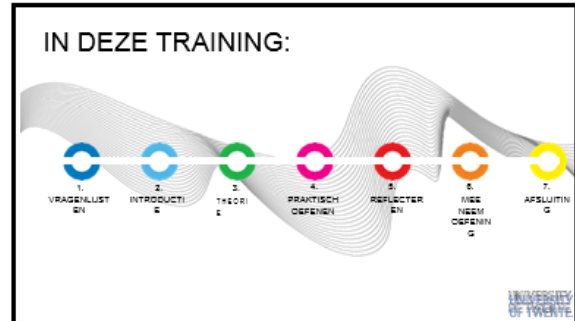 IN DEZE TRAINING:
1.
VRAGENLIJST
EN
2.
INTRODUCTI
E
3.
THEORI
E
4.
PRAKTISCH
OEFENEN
5.
REFLECTER
EN
6.
MEE
NEEM
OEFENIN
G
7.
AFSLUITIN
G
UNIVERSITY
OF TWENTE.